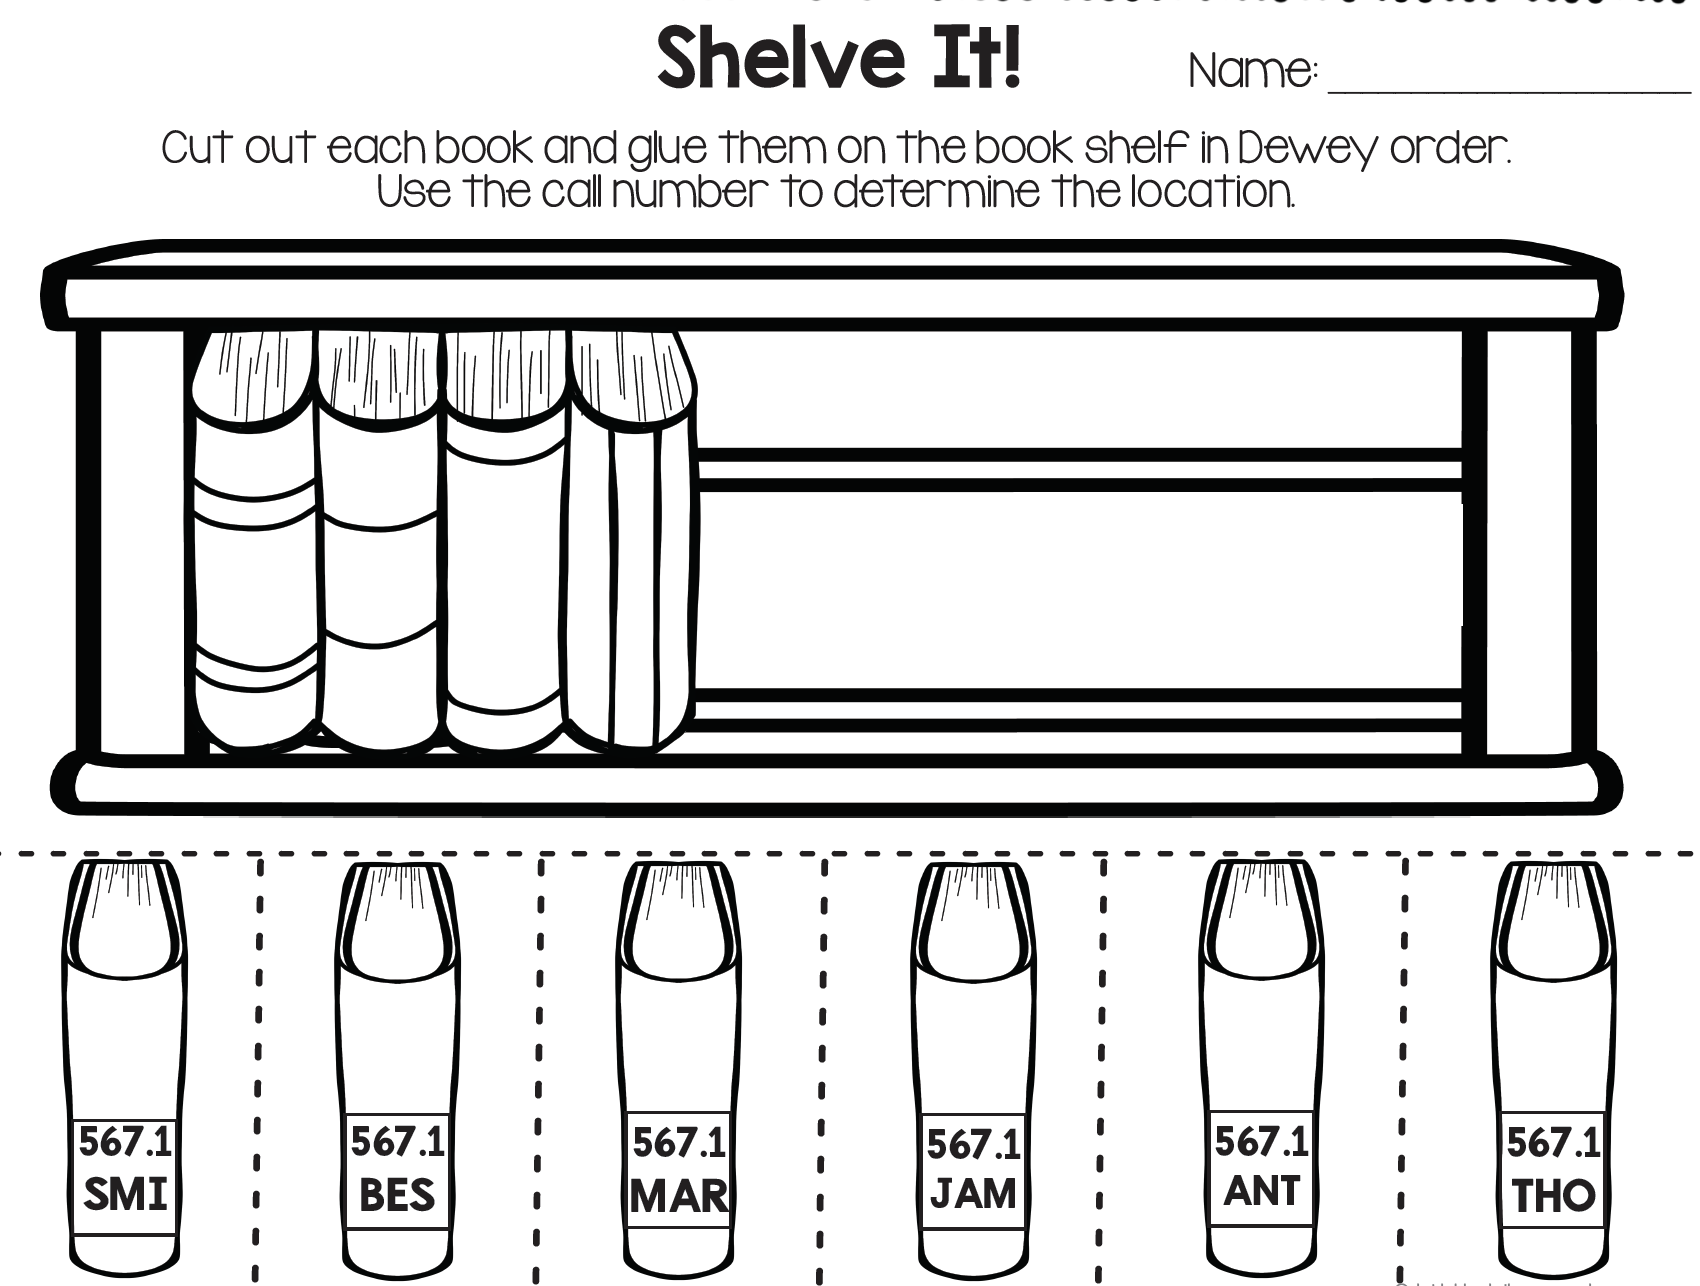 Shelve It!
Name:
Cut out each book and glue them on the book shelf in Dewey order.
Use the call number to determine the location.
567.1
SMI
567.1
BES
567.1
MAR
567.1
JAM
567.1
ANT
567.1
THO